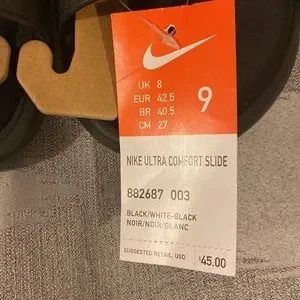 UK 8
EUR 42.5
BR 40.5
CM 27
9
NIKE ULTRA COMFORT SLIDE
882687 003
BLACK/WHITE-BLACK
NOIR/NOIR/BLANC
SUGGESTED RETAIL, USD $45.00